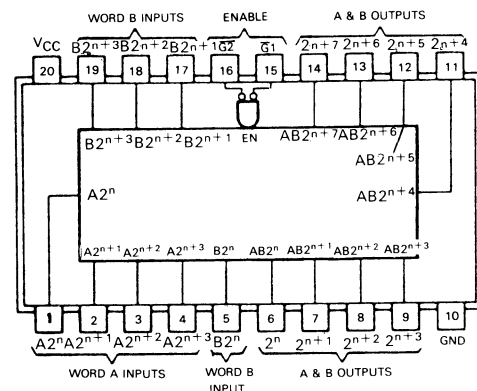 WORD B INPUTS ENABLE A & B OUTPUTS
VCC B2ⁿ⁺³ B2ⁿ⁺² B2ⁿ⁺¹ G̅2̅ G̅1̅ 2ⁿ⁺⁷ 2ⁿ⁺⁶ 2ⁿ⁺⁵ 2ⁿ⁺⁴
20 19 18 17 16 15 14 13 12 11
B2ⁿ⁺³ B2ⁿ⁺² B2ⁿ⁺¹ EN AB2ⁿ⁺⁷ AB2ⁿ⁺⁶
AB2ⁿ⁺⁵
A2ⁿ AB2ⁿ⁺⁴
A2ⁿ⁺¹ A2ⁿ⁺² A2ⁿ⁺³ B2ⁿ AB2ⁿ AB2ⁿ⁺¹ AB2ⁿ⁺² AB2ⁿ⁺³
1 2 3 4 5 6 7 8 9 10
A2ⁿ A2ⁿ⁺¹ A2ⁿ⁺² A2ⁿ⁺³ B2ⁿ 2ⁿ 2ⁿ⁺¹ 2ⁿ⁺² 2ⁿ⁺³ GND
WORD A INPUTS WORD B A & B OUTPUTS
INPUT